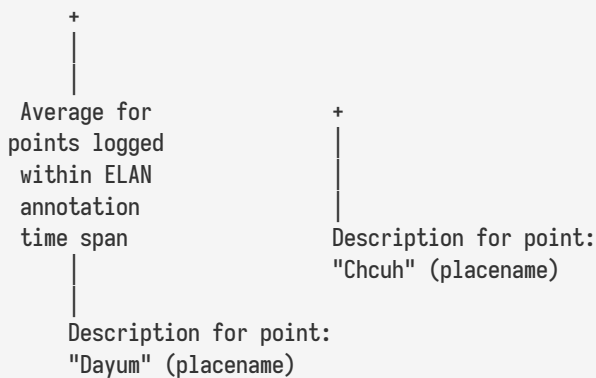 +
Average for
points logged
within ELAN
annotation
time span
+
Description for point:
"Chcuh" (placename)
Description for point:
"Dayum" (placename)